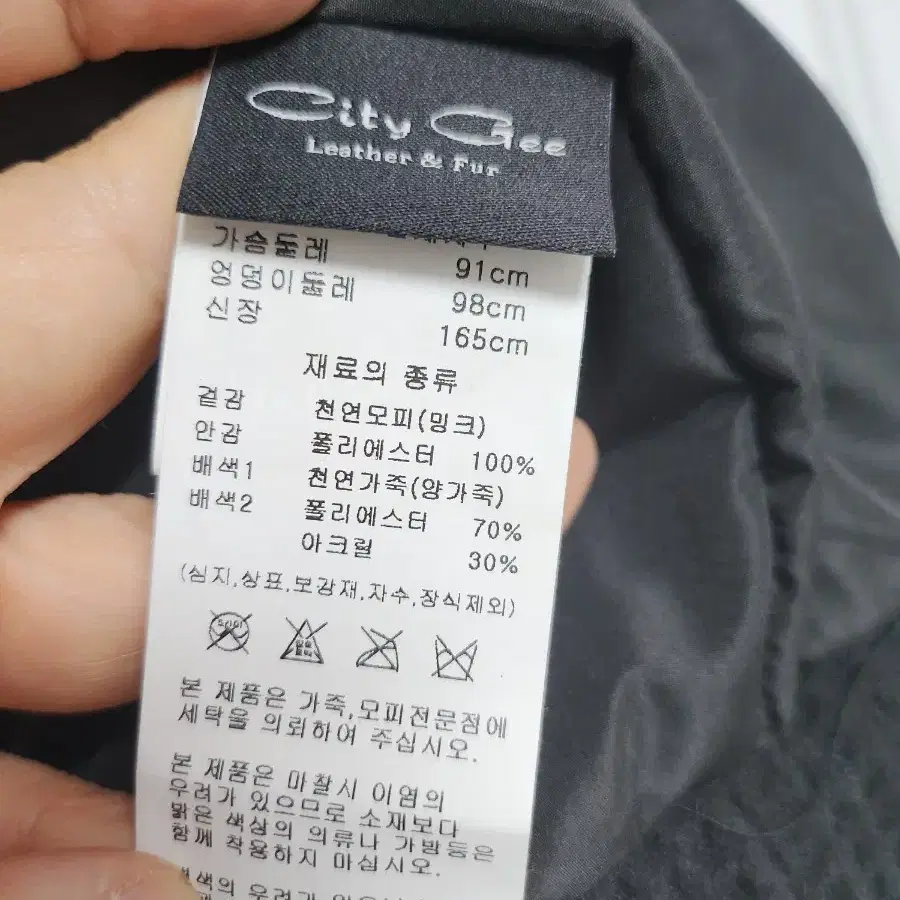 City Gee
Leather & Fur
가슴둘레 91cm
엉덩이둘레 98cm
신장 165cm
재료의 종류
겉감 천연모피(밍크)
안감 폴리에스터 100%
배색1 천연가죽(양가죽)
배색2 폴리에스터 70%
아크릴 30%
(심지,상표,보강재,자수,장식제외)
본 제품은 가죽,모피전문점에
세탁을 의뢰하여 주십시오.
본 제품은 마찰시 이염의
우려가 있으므로 소재보다
맑은 색상의 의류나 가방등은
함께 착용하지 마십시오.
우려가